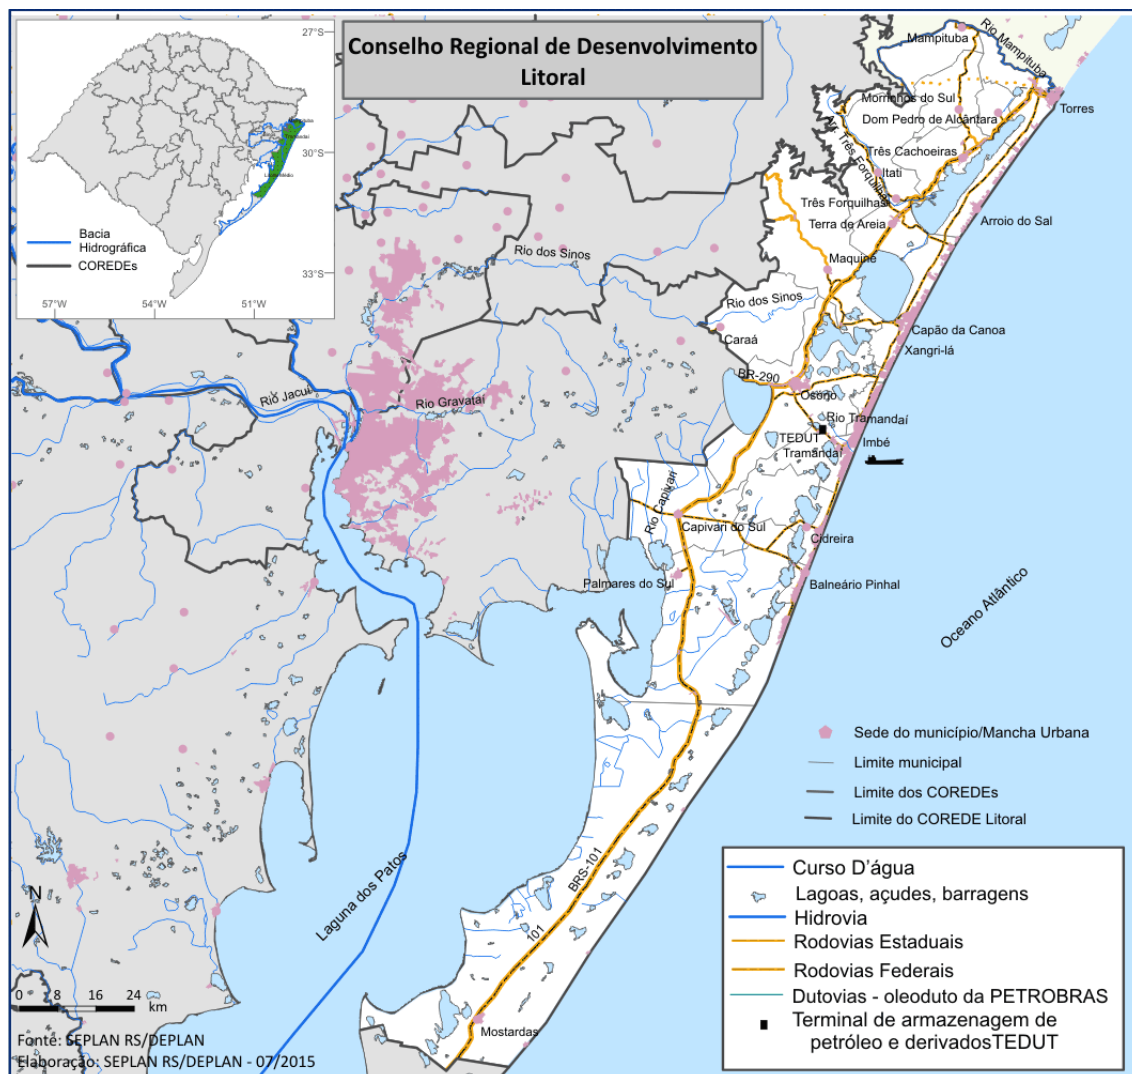 Conselho Regional de Desenvolvimento
Litoral
27°S
30°S
33°S
57°W
54°W
51°W
Bacia
Hidrográfica
COREDEs
Mampituba
Rio Mampituba
Morrinhos do Sul
Torres
Dom Pedro de Alcântara
Arr. Três Forquilhas
Três Cachoeiras
Itati
Três Forquilhas
Arroio do Sal
Terra de Areia
Rio dos Sinos
Maquiné
Rio dos Sinos
Capão da Canoa
Caraá
Xangri-lá
BR-290
Osório
Rio Jacuí
Rio Gravataí
Rio Tramandaí
TEDUT
Imbé
Tramandaí
Rio Capivari
Capivari do Sul
Cidreira
Palmares do Sul
Balneário Pinhal
Oceano Atlântico
Laguna dos Patos
BRS-101
101
Mostardas
Sede do município/Mancha Urbana
Limite municipal
Limite dos COREDEs
Limite do COREDE Litoral
Curso D'água
Lagoas, açudes, barragens
Hidrovia
Rodovias Estaduais
Rodovias Federais
Dutovias - oleoduto da PETROBRAS
Terminal de armazenagem de
petróleo e derivadosTEDUT
N
0 8 16 24
km
Fonte: SEPLAN RS/DEPLAN
Elaboração: SEPLAN RS/DEPLAN - 07/2015